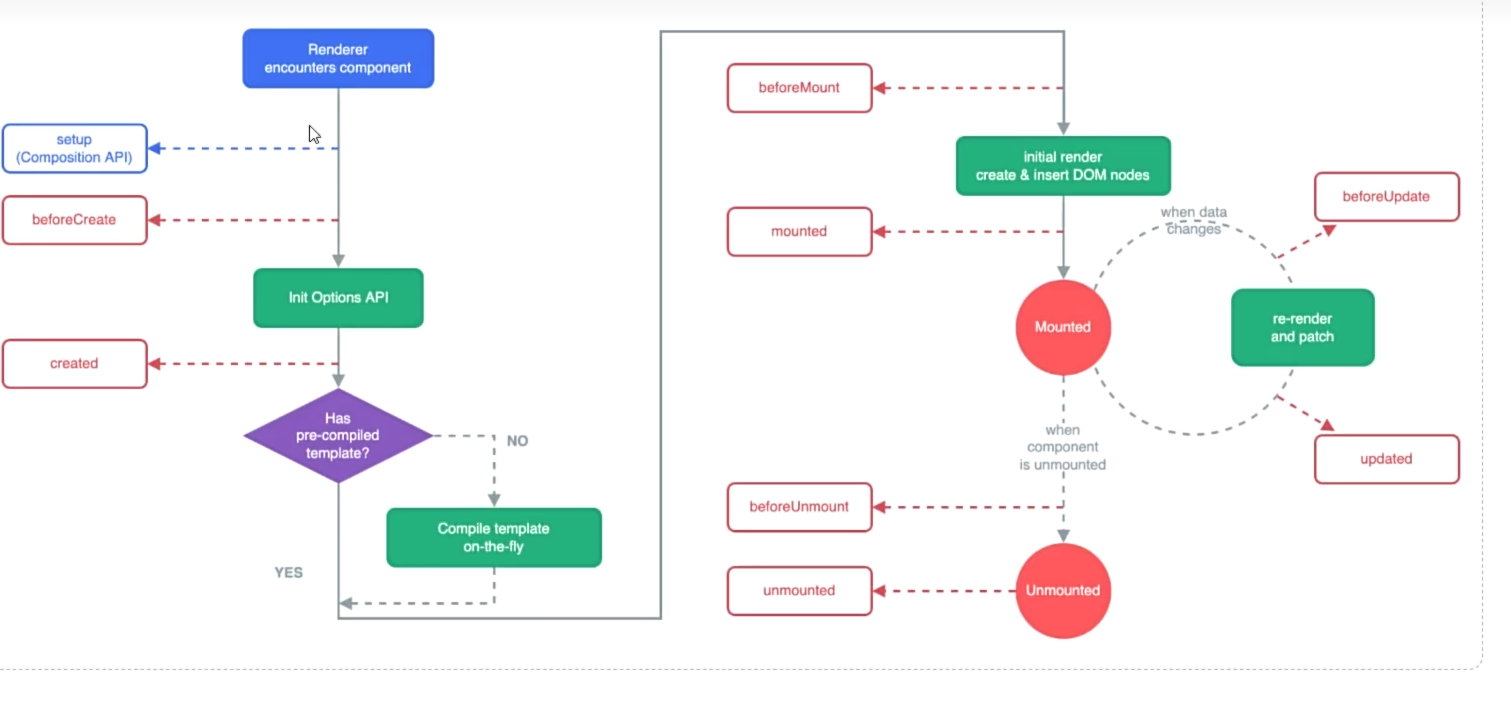 Renderer
encounters component
setup
(Composition API)
beforeCreate
Init Options API
created
Has
pre-compiled
template?
NO
Compile template
on-the-fly
YES
beforeMount
initial render
create & insert DOM nodes
mounted
when data
changes
beforeUpdate
Mounted
re-render
and patch
updated
when
component
is unmounted
beforeUnmount
unmounted
Unmounted